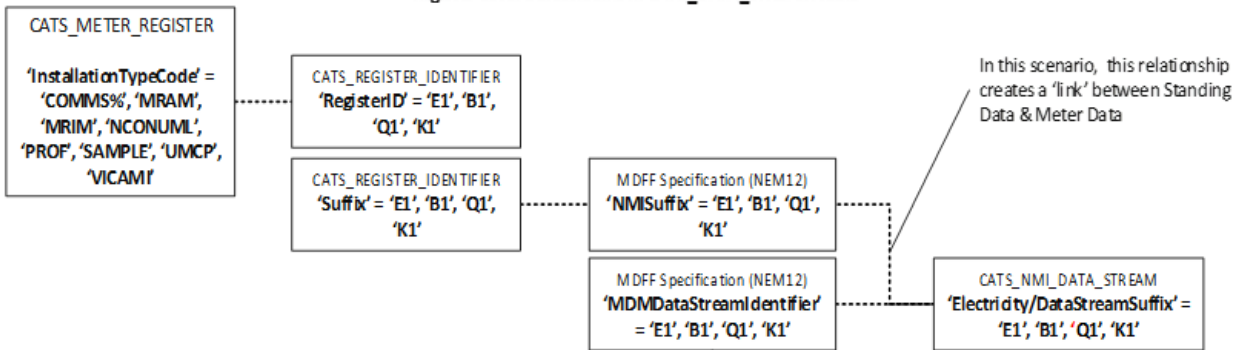 CATS_METER_REGISTER
'InstallationTypeCode' =
'COMMS%', 'MRAM',
'MRIM', 'NCONUML',
'PROF', 'SAMPLE', 'UMCP',
'VICAMI'
CATS_REGISTER_IDENTIFIER
'RegisterID' = 'E1', 'B1',
'Q1', 'K1'
CATS_REGISTER_IDENTIFIER
'Suffix' = 'E1', 'B1', 'Q1',
'K1'
MDFF Specification (NEM12)
'NMISuffix' = 'E1', 'B1', 'Q1',
'K1'
MDFF Specification (NEM12)
'MDMDataStreamIdentifier'
= 'E1', 'B1', 'Q1', 'K1'
In this scenario, this relationship
creates a 'link' between Standing
Data & Meter Data
CATS_NMI_DATA_STREAM
'Electricity/DataStreamSuffix' =
'E1', 'B1', 'Q1', 'K1'